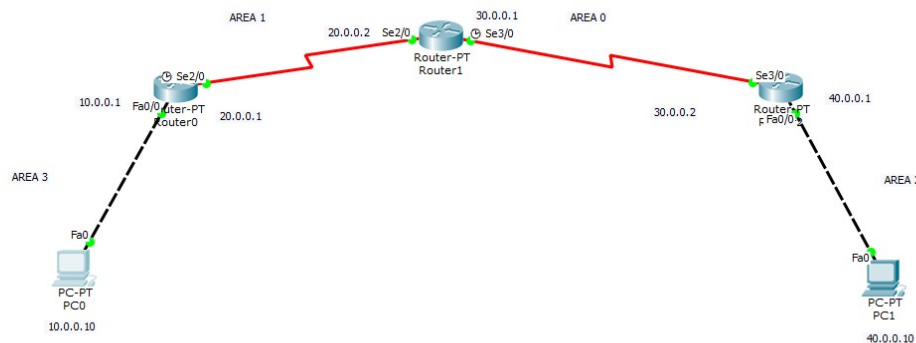 AREA 1
30.0.0.1
AREA 0
20.0.0.2
Se2/0
Se3/0
Router-PT
Router1
Se2/0
10.0.0.1
Fa0/0
Router0
20.0.0.1
Se3/0
40.0.0.1
30.0.0.2
Router-PT
Fa0/0
AREA 3
AREA
Fa0
PC-PT
PC0
10.0.0.10
Fa0
PC-PT
PC1
40.0.0.10